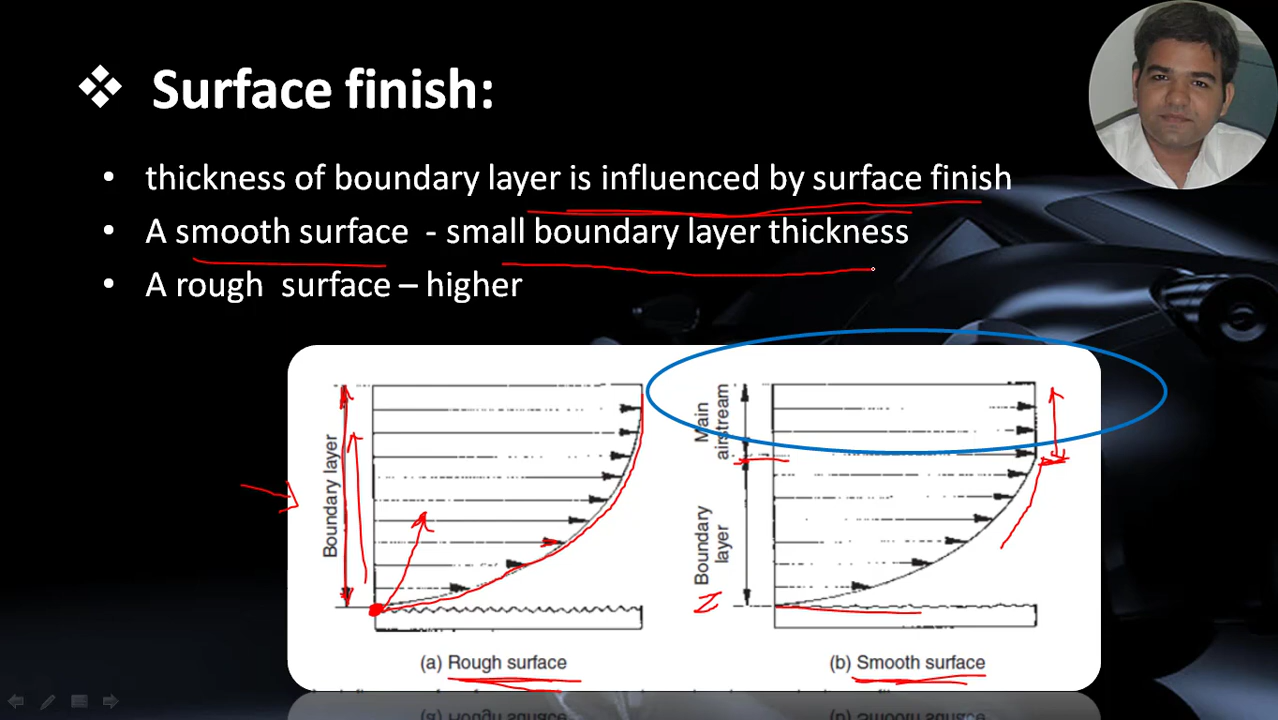 ❖ Surface finish:
• thickness of boundary layer is influenced by surface finish
• A smooth surface - small boundary layer thickness
• A rough surface – higher
Boundary layer
Main
airstream
Boundary
layer
(a) Rough surface
(b) Smooth surface